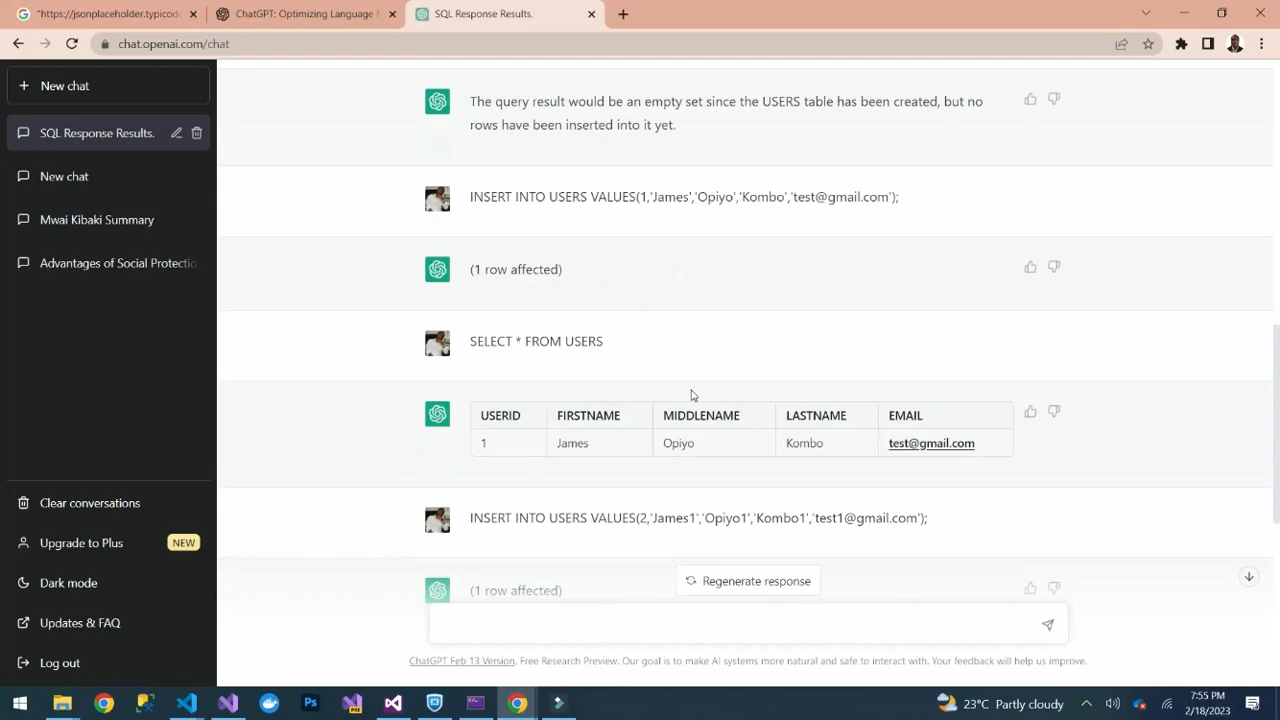 "https://jsonplaceholder.typicode
ChatGPT: Optimizing Language
SQL Response Results.
chat.openai.com/chat
New chat
SQL Response Results.
New chat
Mwai Kibaki Summary
Advantages of Social Protectio
Clear conversations
Upgrade to Plus NEW
Dark mode
Updates & FAQ
Log out
The query result would be an empty set since the USERS table has been created, but no
rows have been inserted into it yet.
INSERT INTO USERS VALUES(1,'James','Opiyo','Kombo','test@gmail.com');
(1 row affected)
SELECT * FROM USERS
USERID FIRSTNAME MIDDLENAME LASTNAME EMAIL
1 James Opiyo Kombo test@gmail.com
INSERT INTO USERS VALUES(2,'James1','Opiyo1','Kombo1','test1@gmail.com');
Regenerate response
(1 row affected)
ChatGPT Feb 13 Version. Free Research Preview. Our goal is to make AI systems more natural and safe to interact with. Your feedback will help us improve.
Ps
PRE
23°C Partly cloudy
7:55 PM
2/18/2023